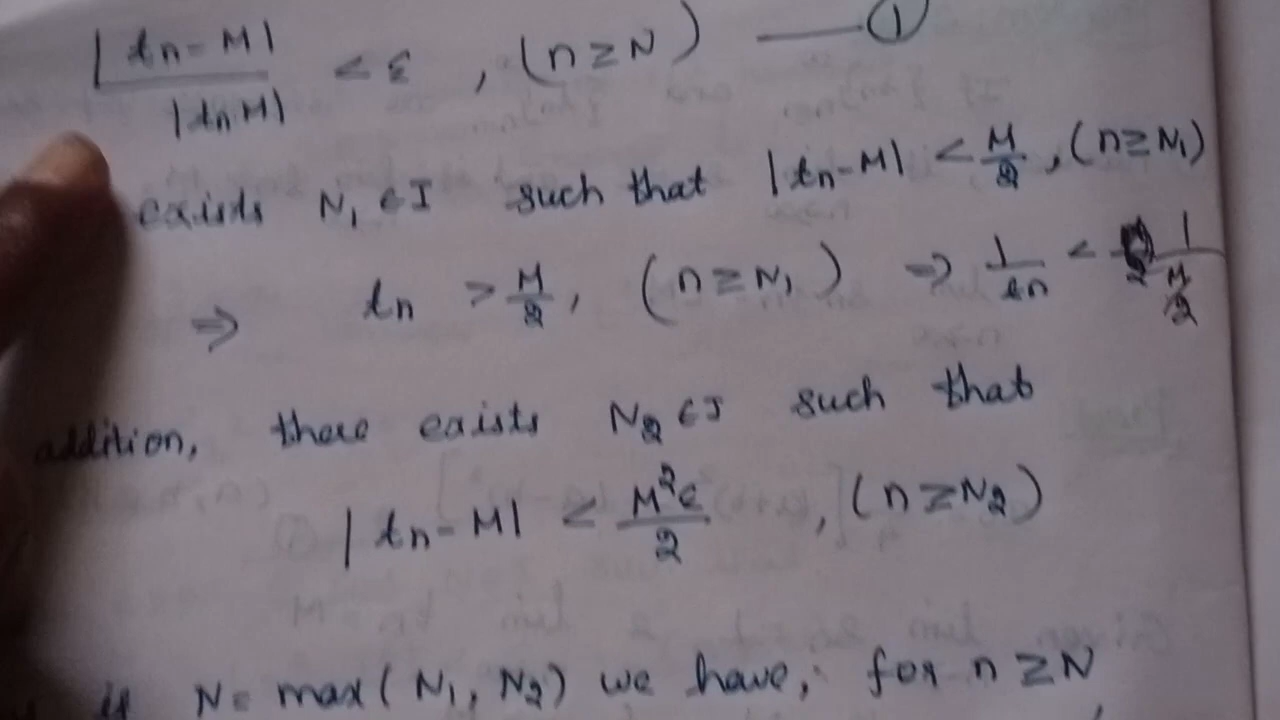 |tn - M| / |tn M| < ε , (n ≥ N) —— ①
exists N₁ ∈ I such that |tn - M| < M/2 , (n ≥ N₁)
⇒ tn > M/2 , (n ≥ N₁) ⇒ 1/tn < 1/(M/2)
addition, there exists N₂ ∈ I such that
|tn - M| < M²ε/2 , (n ≥ N₂)
if N = max(N₁, N₂) we have, for n ≥ N